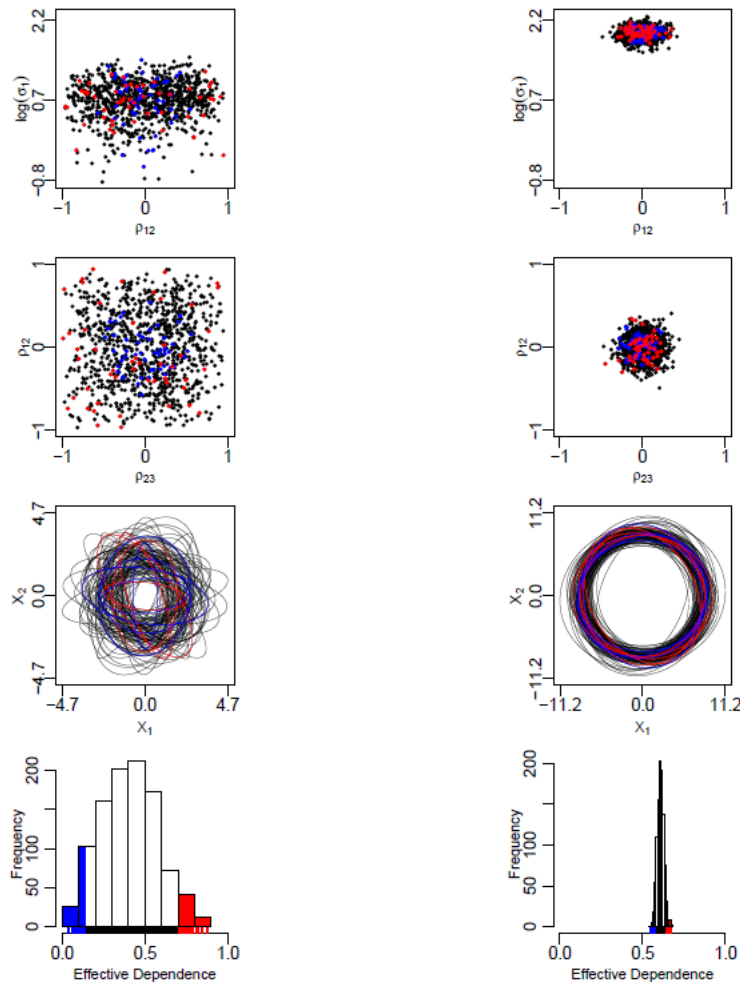 2.2
0.7
−0.8
log(σ1)
−1 0 1
ρ12
2.2
0.7
−0.8
log(σ1)
−1 0 1
ρ12
1
0
−1
ρ12
−1 0 1
ρ23
1
0
−1
ρ12
−1 0 1
ρ23
4.7
0.0
−4.7
X2
−4.7 0.0 4.7
X1
11.2
0.0
−11.2
X2
−11.2 0.0 11.2
X1
200
100
50
0
Frequency
0.0 0.5 1.0
Effective Dependence
200
100
50
0
Frequency
0.0 0.5 1.0
Effective Dependence